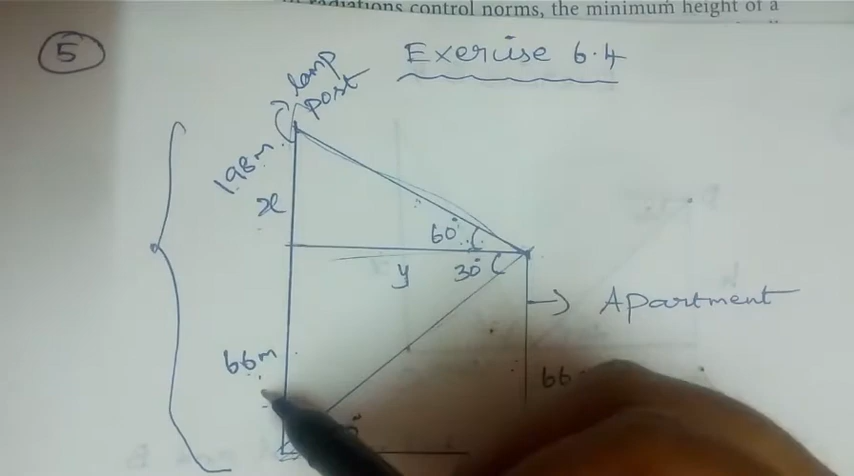 radiations control norms, the minimum height of a
5
Exercise 6.4
lamp
post
198m
x
60°
y
30°
Apartment
66m
66